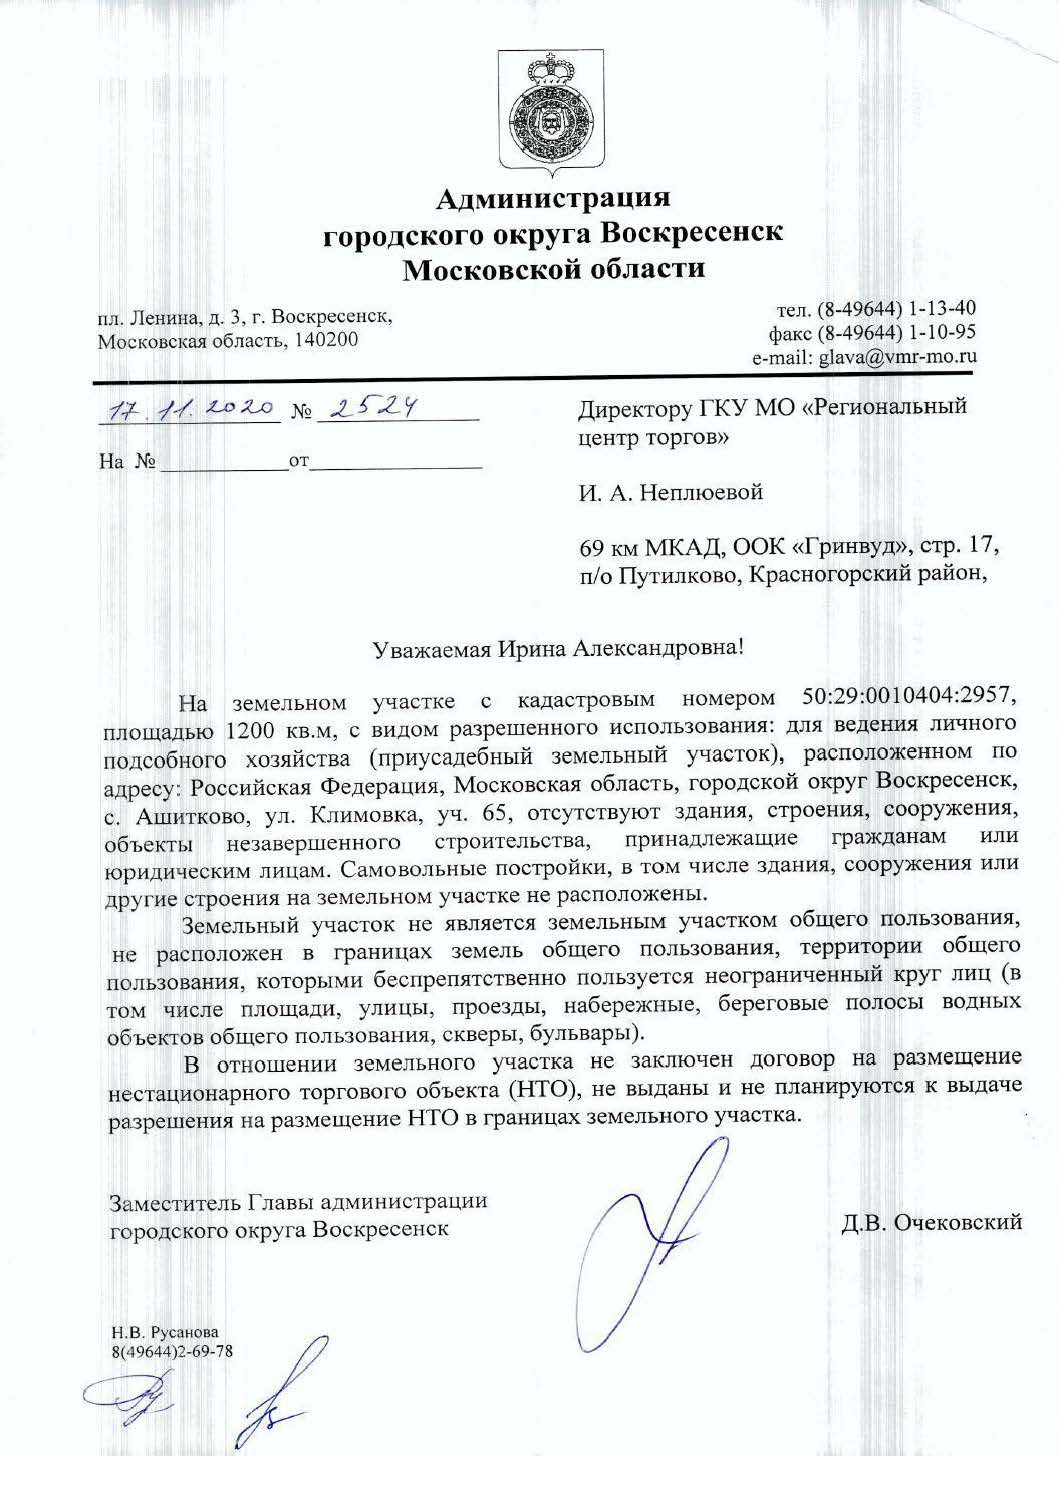 Администрация
городского округа Воскресенск
Московской области
пл. Ленина, д. 3, г. Воскресенск,
Московская область, 140200
тел. (8-49644) 1-13-40
факс (8-49644) 1-10-95
e-mail: glava@vmr-mo.ru
17.11.2020 № 2524
На № ____________от________________
Директору ГКУ МО «Региональный
центр торгов»
И. А. Неплюевой
69 км МКАД, ООК «Гринвуд», стр. 17,
п/о Путилково, Красногорский район,
Уважаемая Ирина Александровна!
На земельном участке с кадастровым номером 50:29:0010404:2957,
площадью 1200 кв.м, с видом разрешенного использования: для ведения личного
подсобного хозяйства (приусадебный земельный участок), расположенном по
адресу: Российская Федерация, Московская область, городской округ Воскресенск,
с. Ашитково, ул. Климовка, уч. 65, отсутствуют здания, строения, сооружения,
объекты незавершенного строительства, принадлежащие гражданам или
юридическим лицам. Самовольные постройки, в том числе здания, сооружения или
другие строения на земельном участке не расположены.
Земельный участок не является земельным участком общего пользования,
не расположен в границах земель общего пользования, территории общего
пользования, которыми беспрепятственно пользуется неограниченный круг лиц (в
том числе площади, улицы, проезды, набережные, береговые полосы водных
объектов общего пользования, скверы, бульвары).
В отношении земельного участка не заключен договор на размещение
нестационарного торгового объекта (НТО), не выданы и не планируются к выдаче
разрешения на размещение НТО в границах земельного участка.
Заместитель Главы администрации
городского округа Воскресенск
Д.В. Очековский
Н.В. Русанова
8(49644)2-69-78